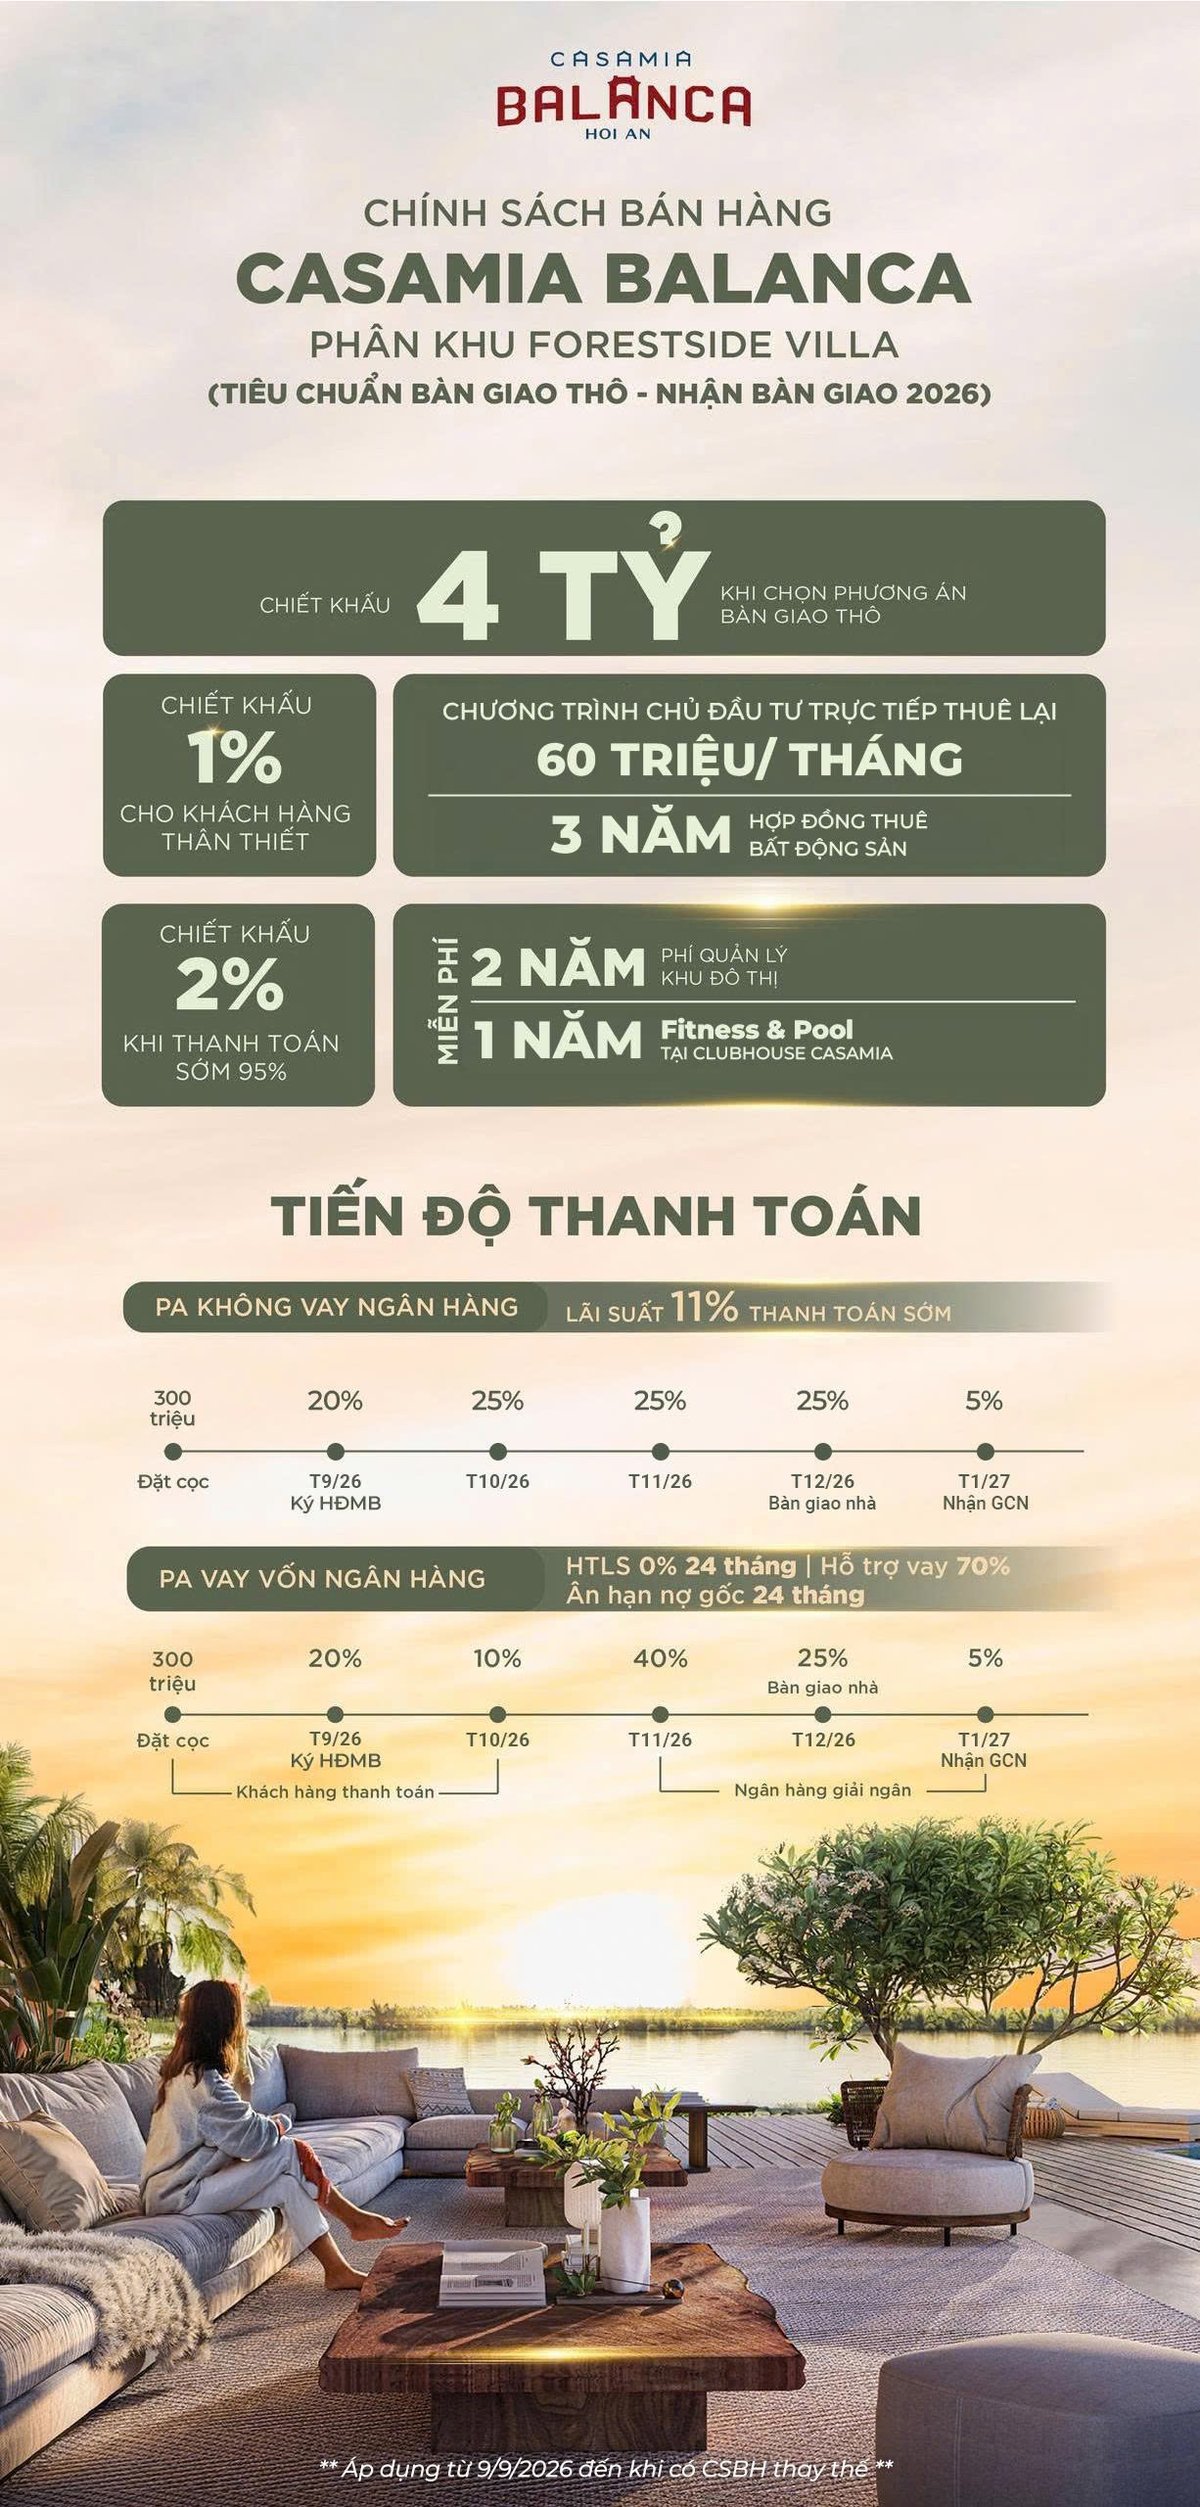 CASAMIA
BALANCA
HOI AN
CHÍNH SÁCH BÁN HÀNG
CASAMIA BALANCA
PHÂN KHU FORESTSIDE VILLA
(TIÊU CHUẨN BÀN GIAO THÔ - NHẬN BÀN GIAO 2026)
CHIẾT KHẤU 4 TỶ KHI CHỌN PHƯƠNG ÁN
BÀN GIAO THÔ
CHIẾT KHẤU
1%
CHO KHÁCH HÀNG
THÂN THIẾT
CHƯƠNG TRÌNH CHỦ ĐẦU TƯ TRỰC TIẾP THUÊ LẠI
60 TRIỆU/ THÁNG
3 NĂM HỢP ĐỒNG THUÊ
BẤT ĐỘNG SẢN
CHIẾT KHẤU
2%
KHI THANH TOÁN
SỚM 95%
MIỄN PHÍ
2 NĂM PHÍ QUẢN LÝ
KHU ĐÔ THỊ
1 NĂM Fitness & Pool
TẠI CLUBHOUSE CASAMIA
TIẾN ĐỘ THANH TOÁN
PA KHÔNG VAY NGÂN HÀNG LÃI SUẤT 11% THANH TOÁN SỚM
300 20% 25% 25% 25% 5%
triệu
Đặt cọc T9/26 T10/26 T11/26 T12/26 T1/27
Ký HĐMB Bàn giao nhà Nhận GCN
PA VAY VỐN NGÂN HÀNG
HTLS 0% 24 tháng | Hỗ trợ vay 70%
Ân hạn nợ gốc 24 tháng
300 20% 10% 40% 25% 5%
triệu Bàn giao nhà
Đặt cọc T9/26 T10/26 T11/26 T12/26 T1/27
Ký HĐMB Nhận GCN
Khách hàng thanh toán Ngân hàng giải ngân
** Áp dụng từ 9/9/2026 đến khi có CSBH thay thế **